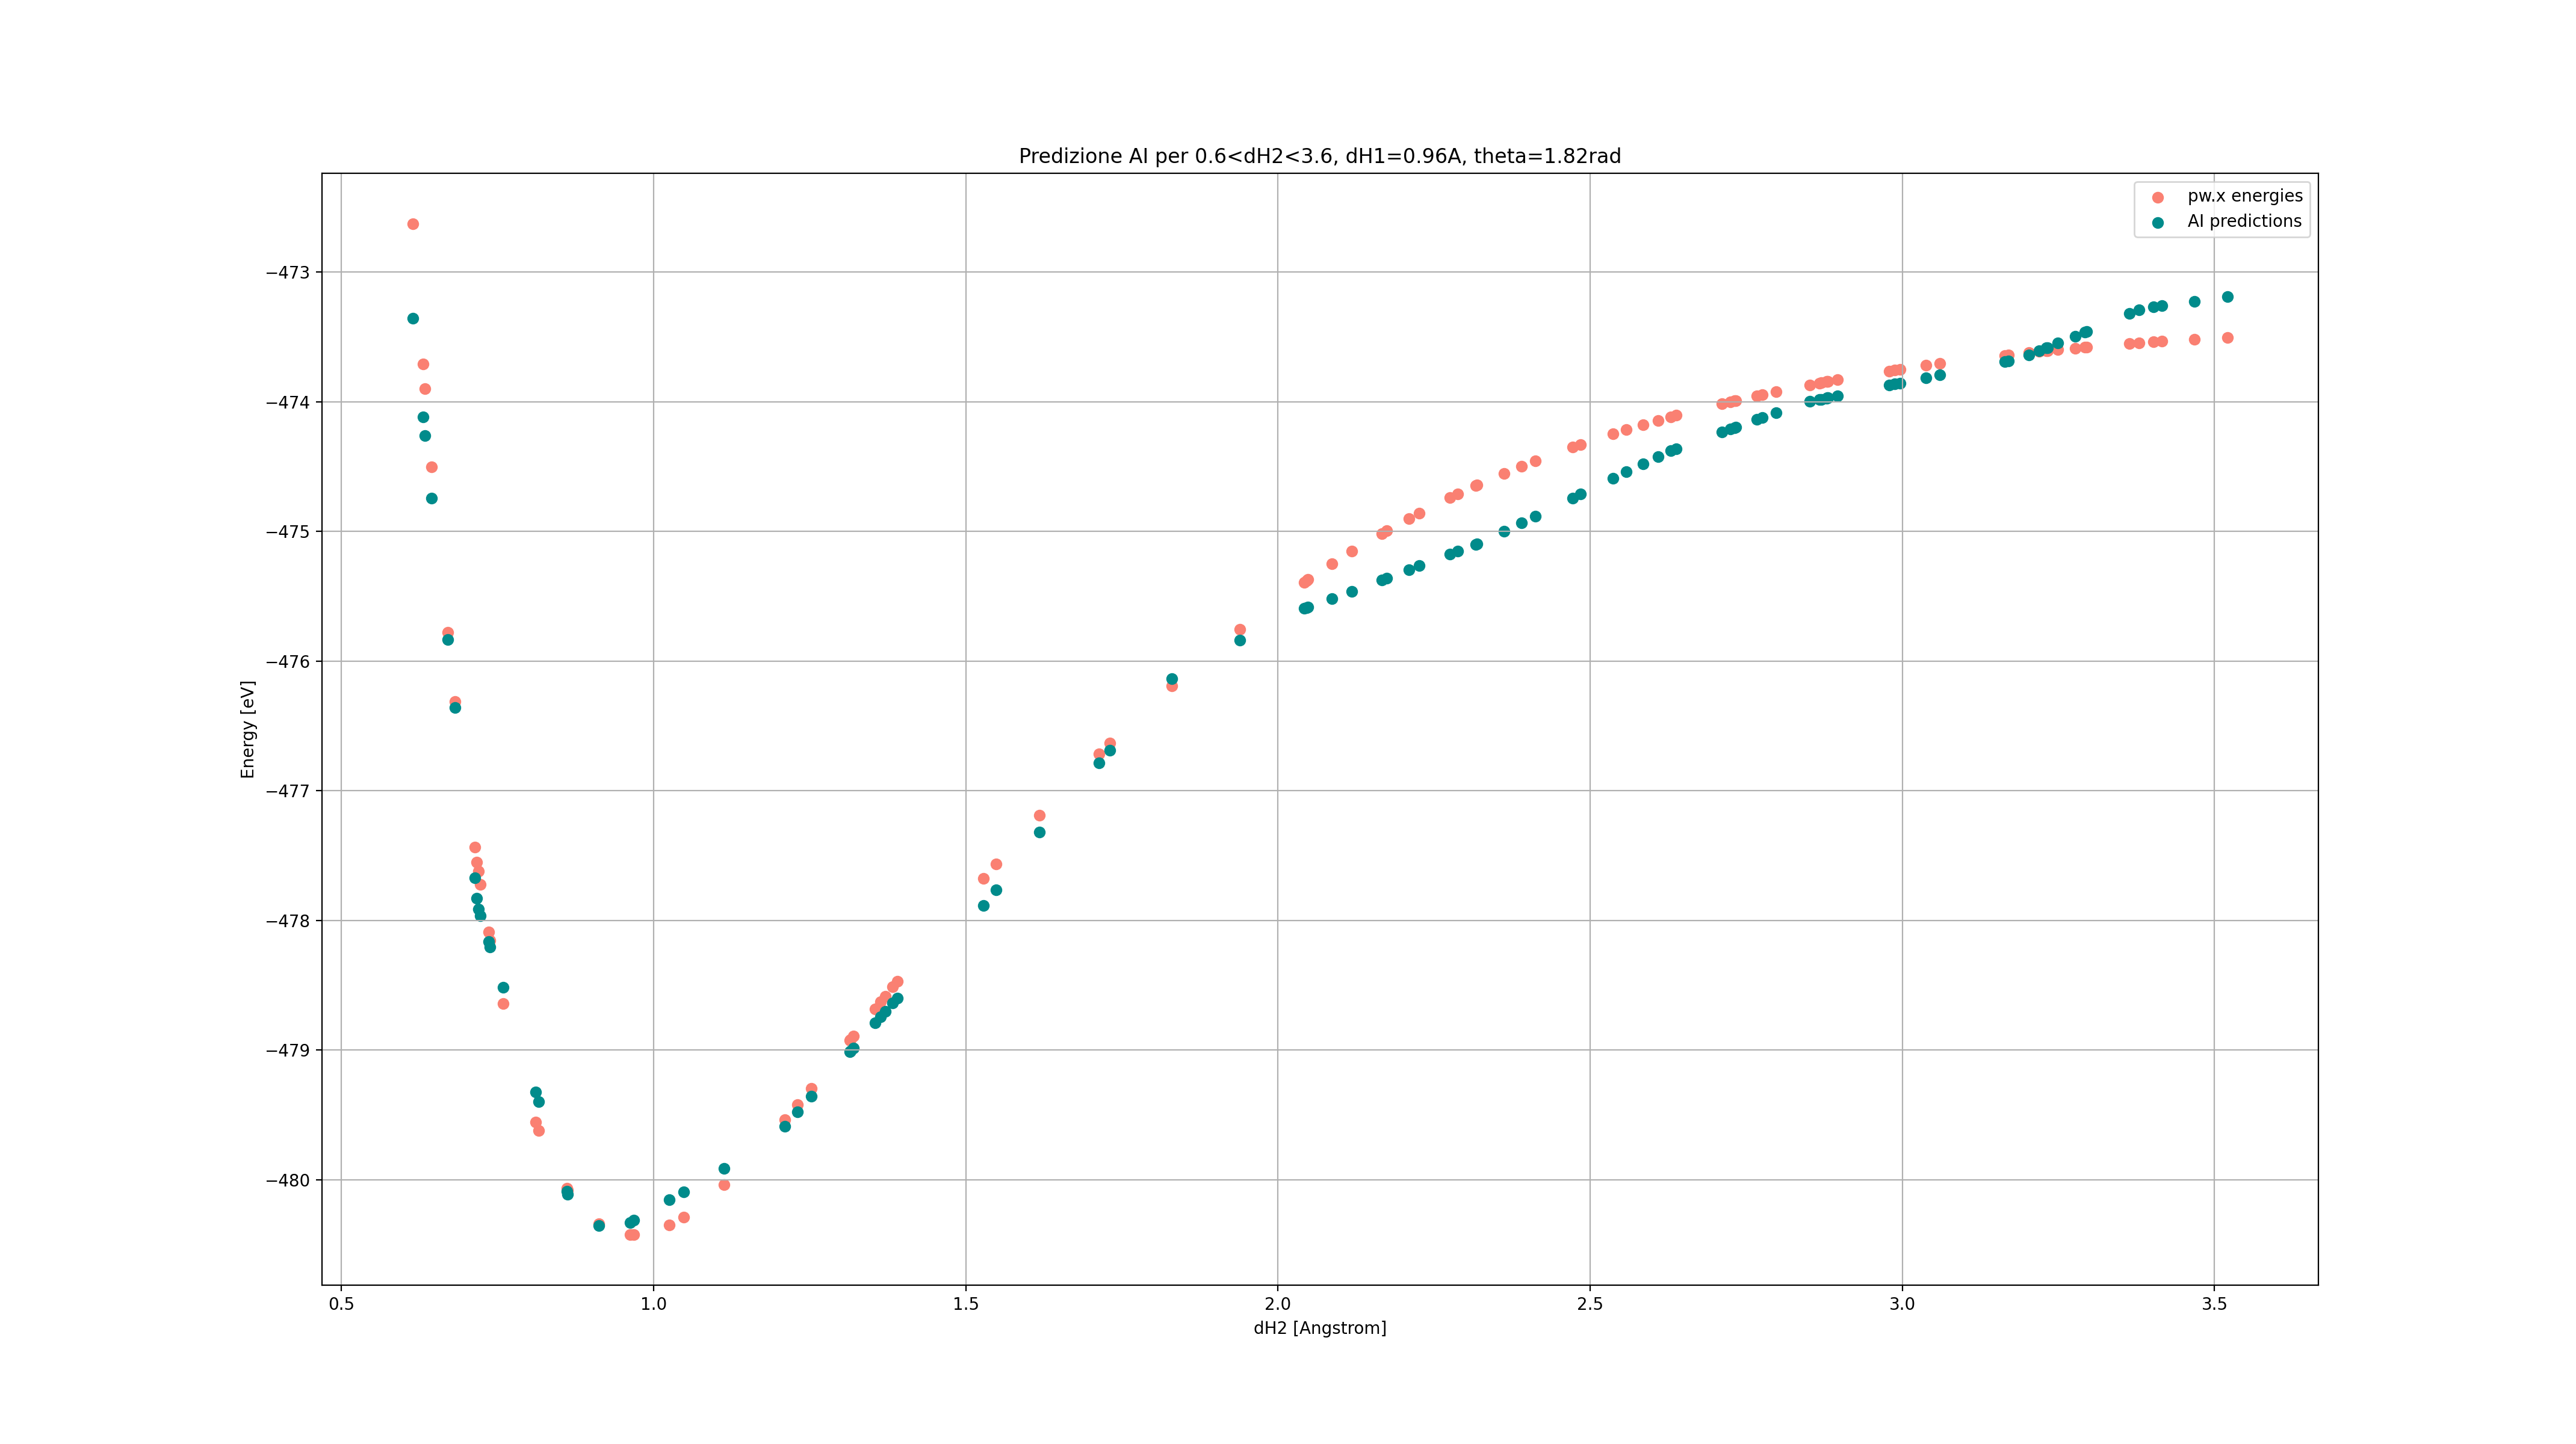 Predizione AI per 0.6<dH2<3.6, dH1=0.96A, theta=1.82rad
pw.x energies
AI predictions
−473
−474
−475
−476
−477
−478
−479
−480
Energy [eV]
0.5 1.0 1.5 2.0 2.5 3.0 3.5
dH2 [Angstrom]